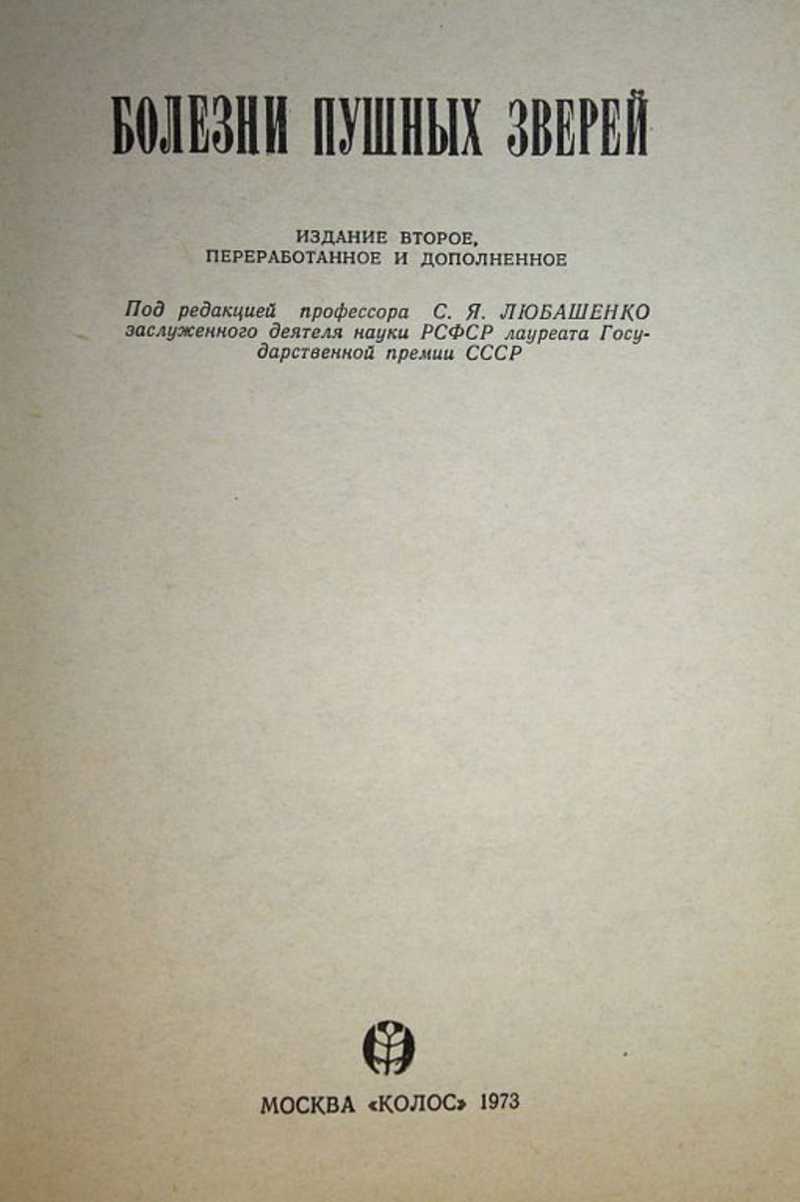 БОЛЕЗНИ ПУШНЫХ ЗВЕРЕЙ
ИЗДАНИЕ ВТОРОЕ,
ПЕРЕРАБОТАННОЕ И ДОПОЛНЕННОЕ
Под редакцией профессора С. Я. ЛЮБАШЕНКО
заслуженного деятеля науки РСФСР лауреата Госу-
дарственной премии СССР
МОСКВА «КОЛОС» 1973